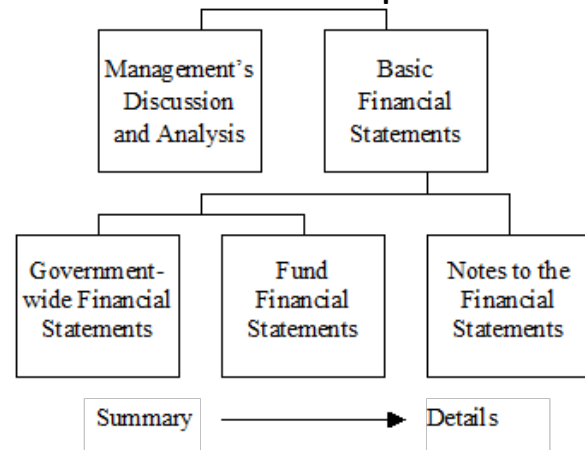 Management's
Discussion
and Analysis
Basic
Financial
Statements
Government-
wide Financial
Statements
Fund
Financial
Statements
Notes to the
Financial
Statements
Summary
Details